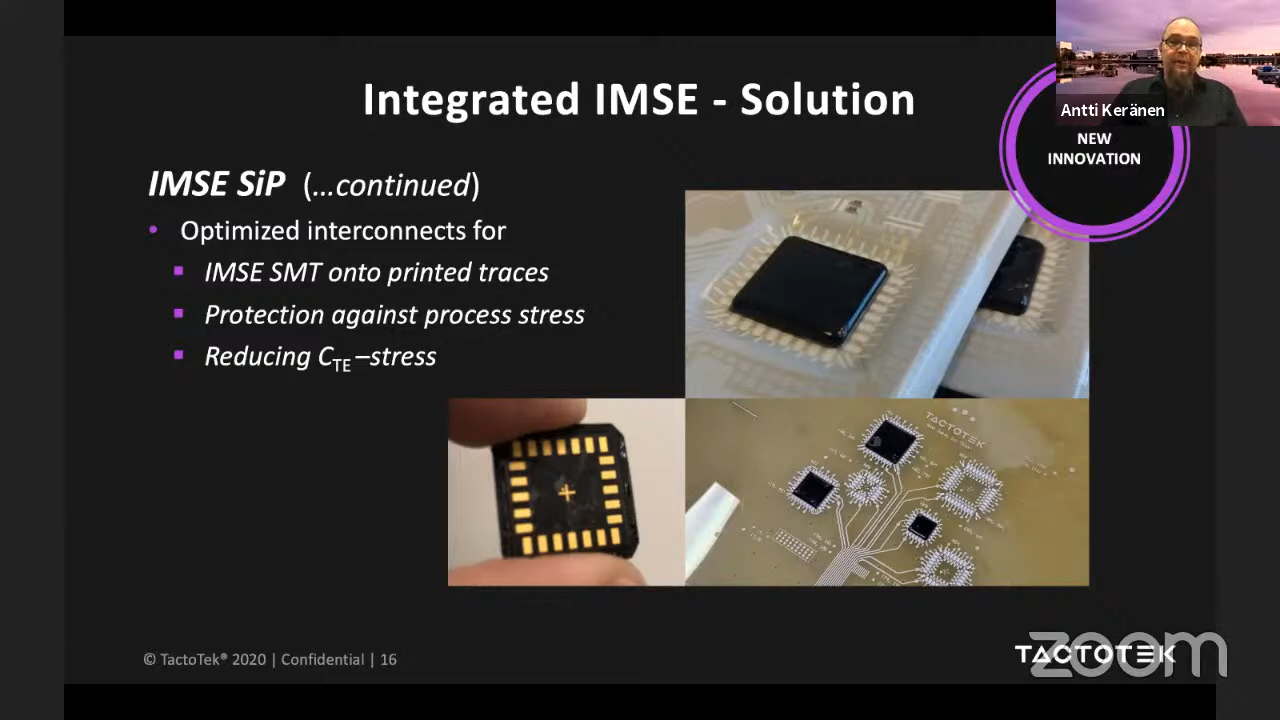 Integrated IMSE - Solution
Antti Keränen
NEW
INNOVATION
IMSE SiP (...continued)
• Optimized interconnects for
▪ IMSE SMT onto printed traces
▪ Protection against process stress
▪ Reducing CTE –stress
TACTOTEK
© TactoTek® 2020 | Confidential | 16
TACTOTEK
zoom